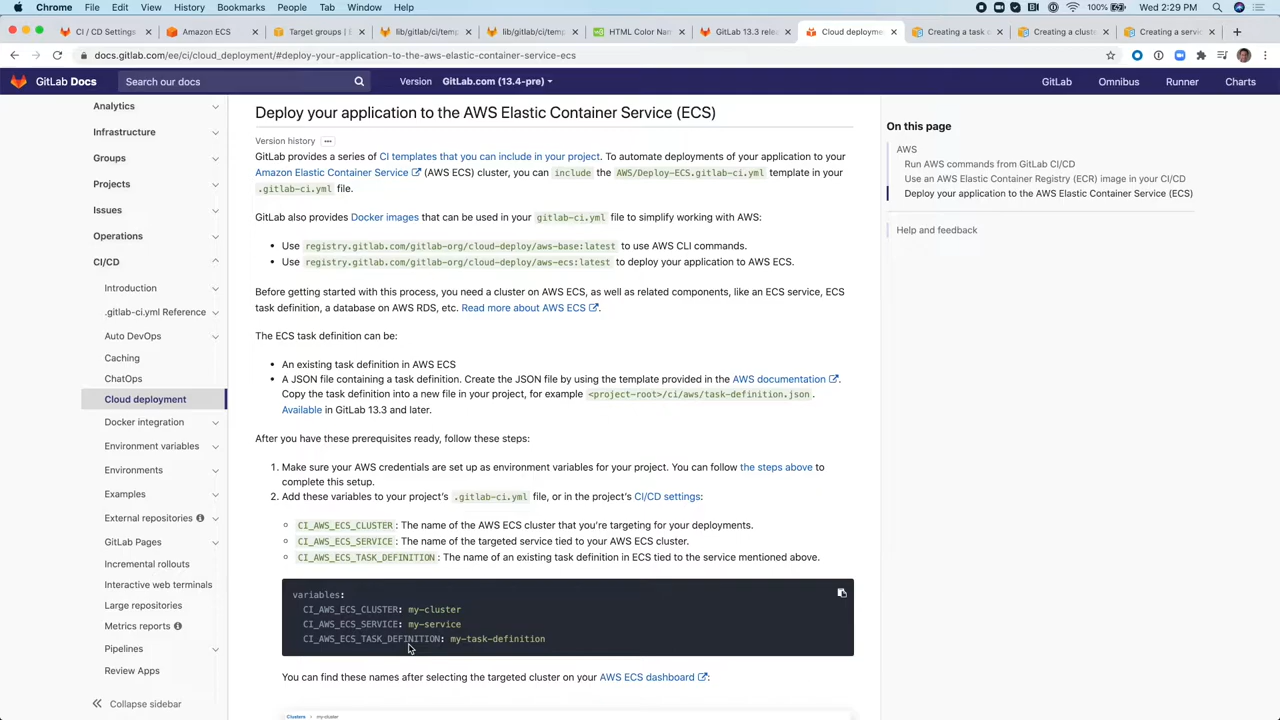 Chrome File Edit View History Bookmarks People Tab Window Help 100% Wed 2:29 PM
CI / CD Settings Amazon ECS Target groups | lib/gitlab/ci/temp lib/gitlab/ci/temp HTML Color Nam GitLab 13.3 relea Cloud deployme Creating a task d Creating a cluste Creating a service
docs.gitlab.com/ee/ci/cloud_deployment/#deploy-your-application-to-the-aws-elastic-container-service-ecs
GitLab Docs Search our docs Version GitLab.com (13.4-pre) GitLab Omnibus Runner Charts
Analytics
Infrastructure
Groups
Projects
Issues
Operations
CI/CD
Introduction
.gitlab-ci.yml Reference
Auto DevOps
Caching
ChatOps
Cloud deployment
Docker integration
Environment variables
Environments
Examples
External repositories
GitLab Pages
Incremental rollouts
Interactive web terminals
Large repositories
Metrics reports
Pipelines
Review Apps
Collapse sidebar
Deploy your application to the AWS Elastic Container Service (ECS)
Version history ...
GitLab provides a series of CI templates that you can include in your project. To automate deployments of your application to your
Amazon Elastic Container Service (AWS ECS) cluster, you can include the AWS/Deploy-ECS.gitlab-ci.yml template in your
.gitlab-ci.yml file.
GitLab also provides Docker images that can be used in your gitlab-ci.yml file to simplify working with AWS:
• Use registry.gitlab.com/gitlab-org/cloud-deploy/aws-base:latest to use AWS CLI commands.
• Use registry.gitlab.com/gitlab-org/cloud-deploy/aws-ecs:latest to deploy your application to AWS ECS.
Before getting started with this process, you need a cluster on AWS ECS, as well as related components, like an ECS service, ECS
task definition, a database on AWS RDS, etc. Read more about AWS ECS.
The ECS task definition can be:
• An existing task definition in AWS ECS
• A JSON file containing a task definition. Create the JSON file by using the template provided in the AWS documentation.
Copy the task definition into a new file in your project, for example <project-root>/ci/aws/task-definition.json.
Available in GitLab 13.3 and later.
After you have these prerequisites ready, follow these steps:
1. Make sure your AWS credentials are set up as environment variables for your project. You can follow the steps above to
complete this setup.
2. Add these variables to your project's .gitlab-ci.yml file, or in the project's CI/CD settings:
◦ CI_AWS_ECS_CLUSTER: The name of the AWS ECS cluster that you're targeting for your deployments.
◦ CI_AWS_ECS_SERVICE: The name of the targeted service tied to your AWS ECS cluster.
◦ CI_AWS_ECS_TASK_DEFINITION: The name of an existing task definition in ECS tied to the service mentioned above.
variables:
CI_AWS_ECS_CLUSTER: my-cluster
CI_AWS_ECS_SERVICE: my-service
CI_AWS_ECS_TASK_DEFINITION: my-task-definition
You can find these names after selecting the targeted cluster on your AWS ECS dashboard:
Clusters > my-cluster
On this page
AWS
Run AWS commands from GitLab CI/CD
Use an AWS Elastic Container Registry (ECR) image in your CI/CD
Deploy your application to the AWS Elastic Container Service (ECS)
Help and feedback